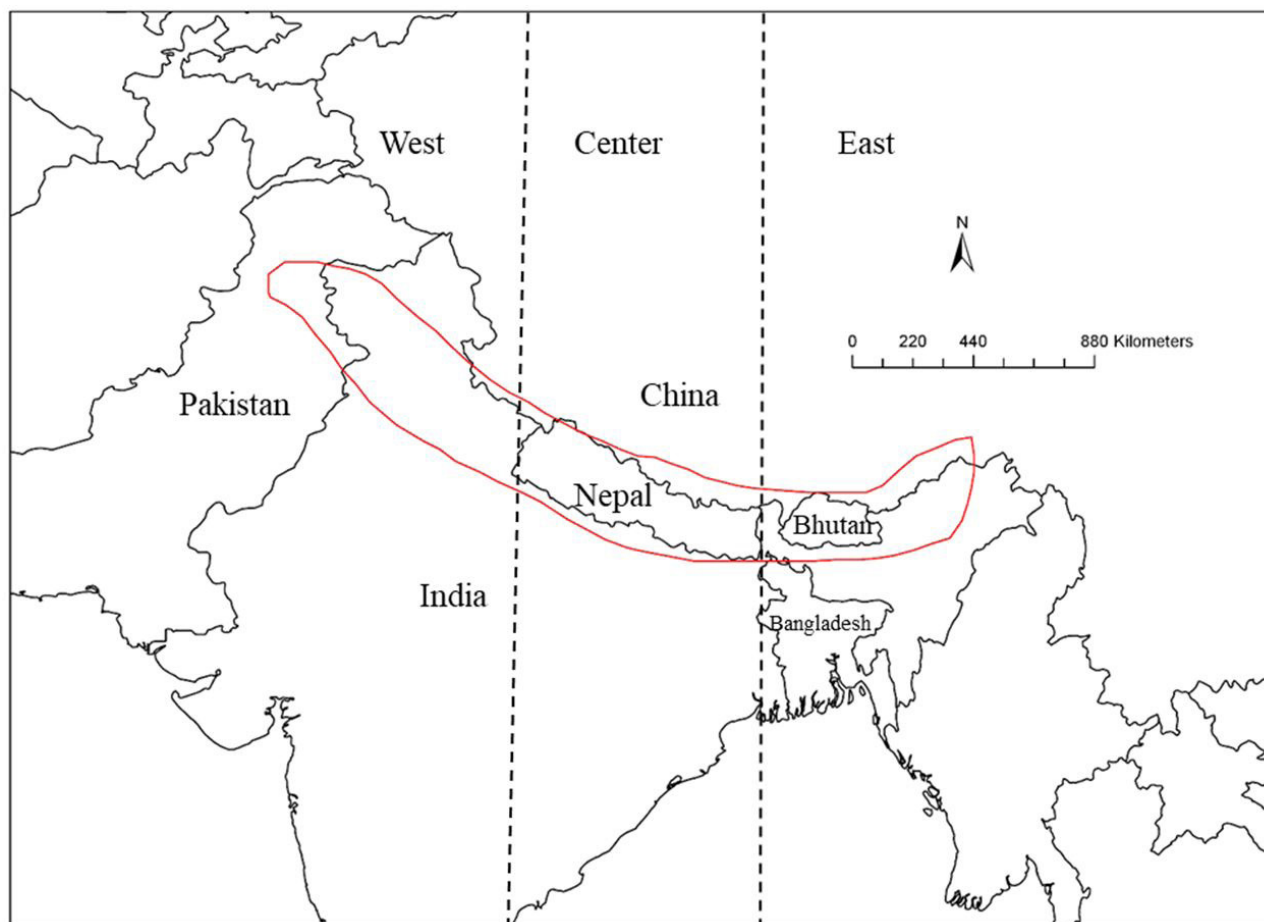 West Center East
N
0 220 440 880 Kilometers
China
Pakistan
Nepal
Bhutan
India
Bangladesh